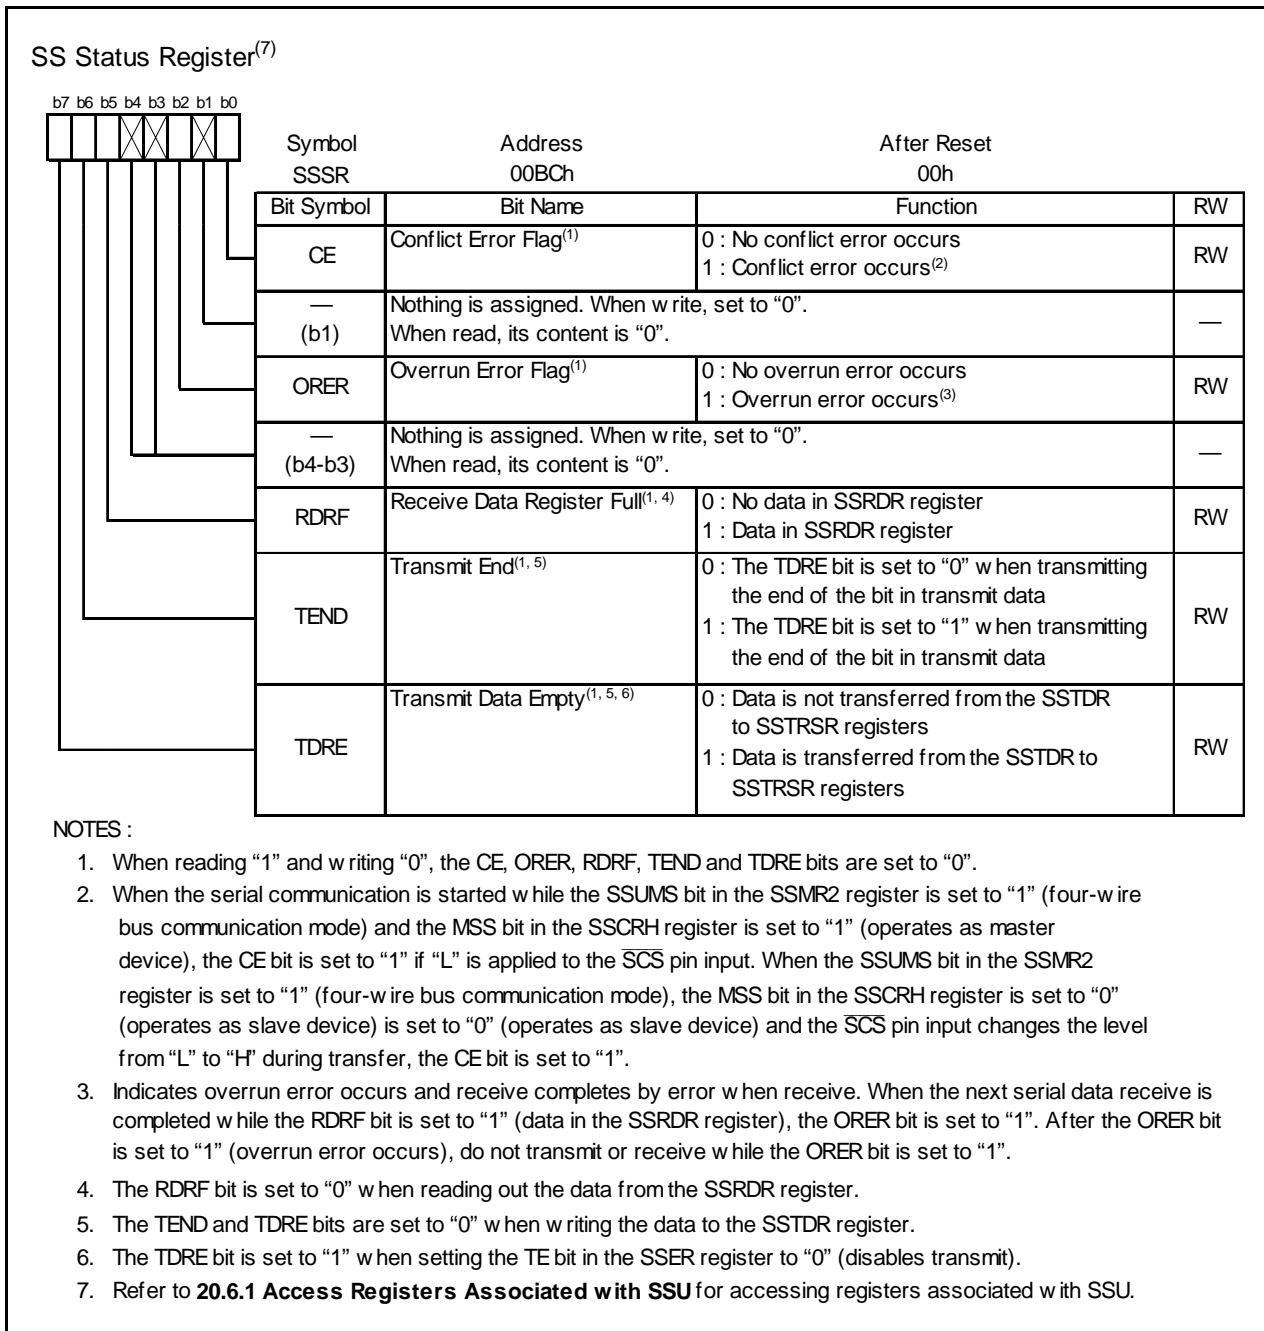 SS Status Register(7)
b7 b6 b5 b4 b3 b2 b1 b0
Symbol Address After Reset
SSSR 00BCh 00h
Bit Symbol Bit Name Function RW
CE Conflict Error Flag(1) 0 : No conflict error occurs RW
1 : Conflict error occurs(2)
— Nothing is assigned. When write, set to “0”. —
(b1) When read, its content is “0”.
ORER Overrun Error Flag(1) 0 : No overrun error occurs RW
1 : Overrun error occurs(3)
— Nothing is assigned. When write, set to “0”. —
(b4-b3) When read, its content is “0”.
RDRF Receive Data Register Full(1, 4) 0 : No data in SSRDR register RW
1 : Data in SSRDR register
TEND Transmit End(1, 5) 0 : The TDRE bit is set to “0” when transmitting RW
the end of the bit in transmit data
1 : The TDRE bit is set to “1” when transmitting
the end of the bit in transmit data
TDRE Transmit Data Empty(1, 5, 6) 0 : Data is not transferred from the SSTDR RW
to SSTRSR registers
1 : Data is transferred from the SSTDR to
SSTRSR registers
NOTES :
1. When reading “1” and writing “0”, the CE, ORER, RDRF, TEND and TDRE bits are set to “0”.
2. When the serial communication is started while the SSUMS bit in the SSMR2 register is set to “1” (four-wire
bus communication mode) and the MSS bit in the SSCRH register is set to “1” (operates as master
device), the CE bit is set to “1” if “L” is applied to the SCS pin input. When the SSUMS bit in the SSMR2
register is set to “1” (four-wire bus communication mode), the MSS bit in the SSCRH register is set to “0”
(operates as slave device) is set to “0” (operates as slave device) and the SCS pin input changes the level
from “L” to “H” during transfer, the CE bit is set to “1”.
3. Indicates overrun error occurs and receive completes by error when receive. When the next serial data receive is
completed while the RDRF bit is set to “1” (data in the SSRDR register), the ORER bit is set to “1”. After the ORER bit
is set to “1” (overrun error occurs), do not transmit or receive while the ORER bit is set to “1”.
4. The RDRF bit is set to “0” when reading out the data from the SSRDR register.
5. The TEND and TDRE bits are set to “0” when writing the data to the SSTDR register.
6. The TDRE bit is set to “1” when setting the TE bit in the SSER register to “0” (disables transmit).
7. Refer to 20.6.1 Access Registers Associated with SSU for accessing registers associated with SSU.